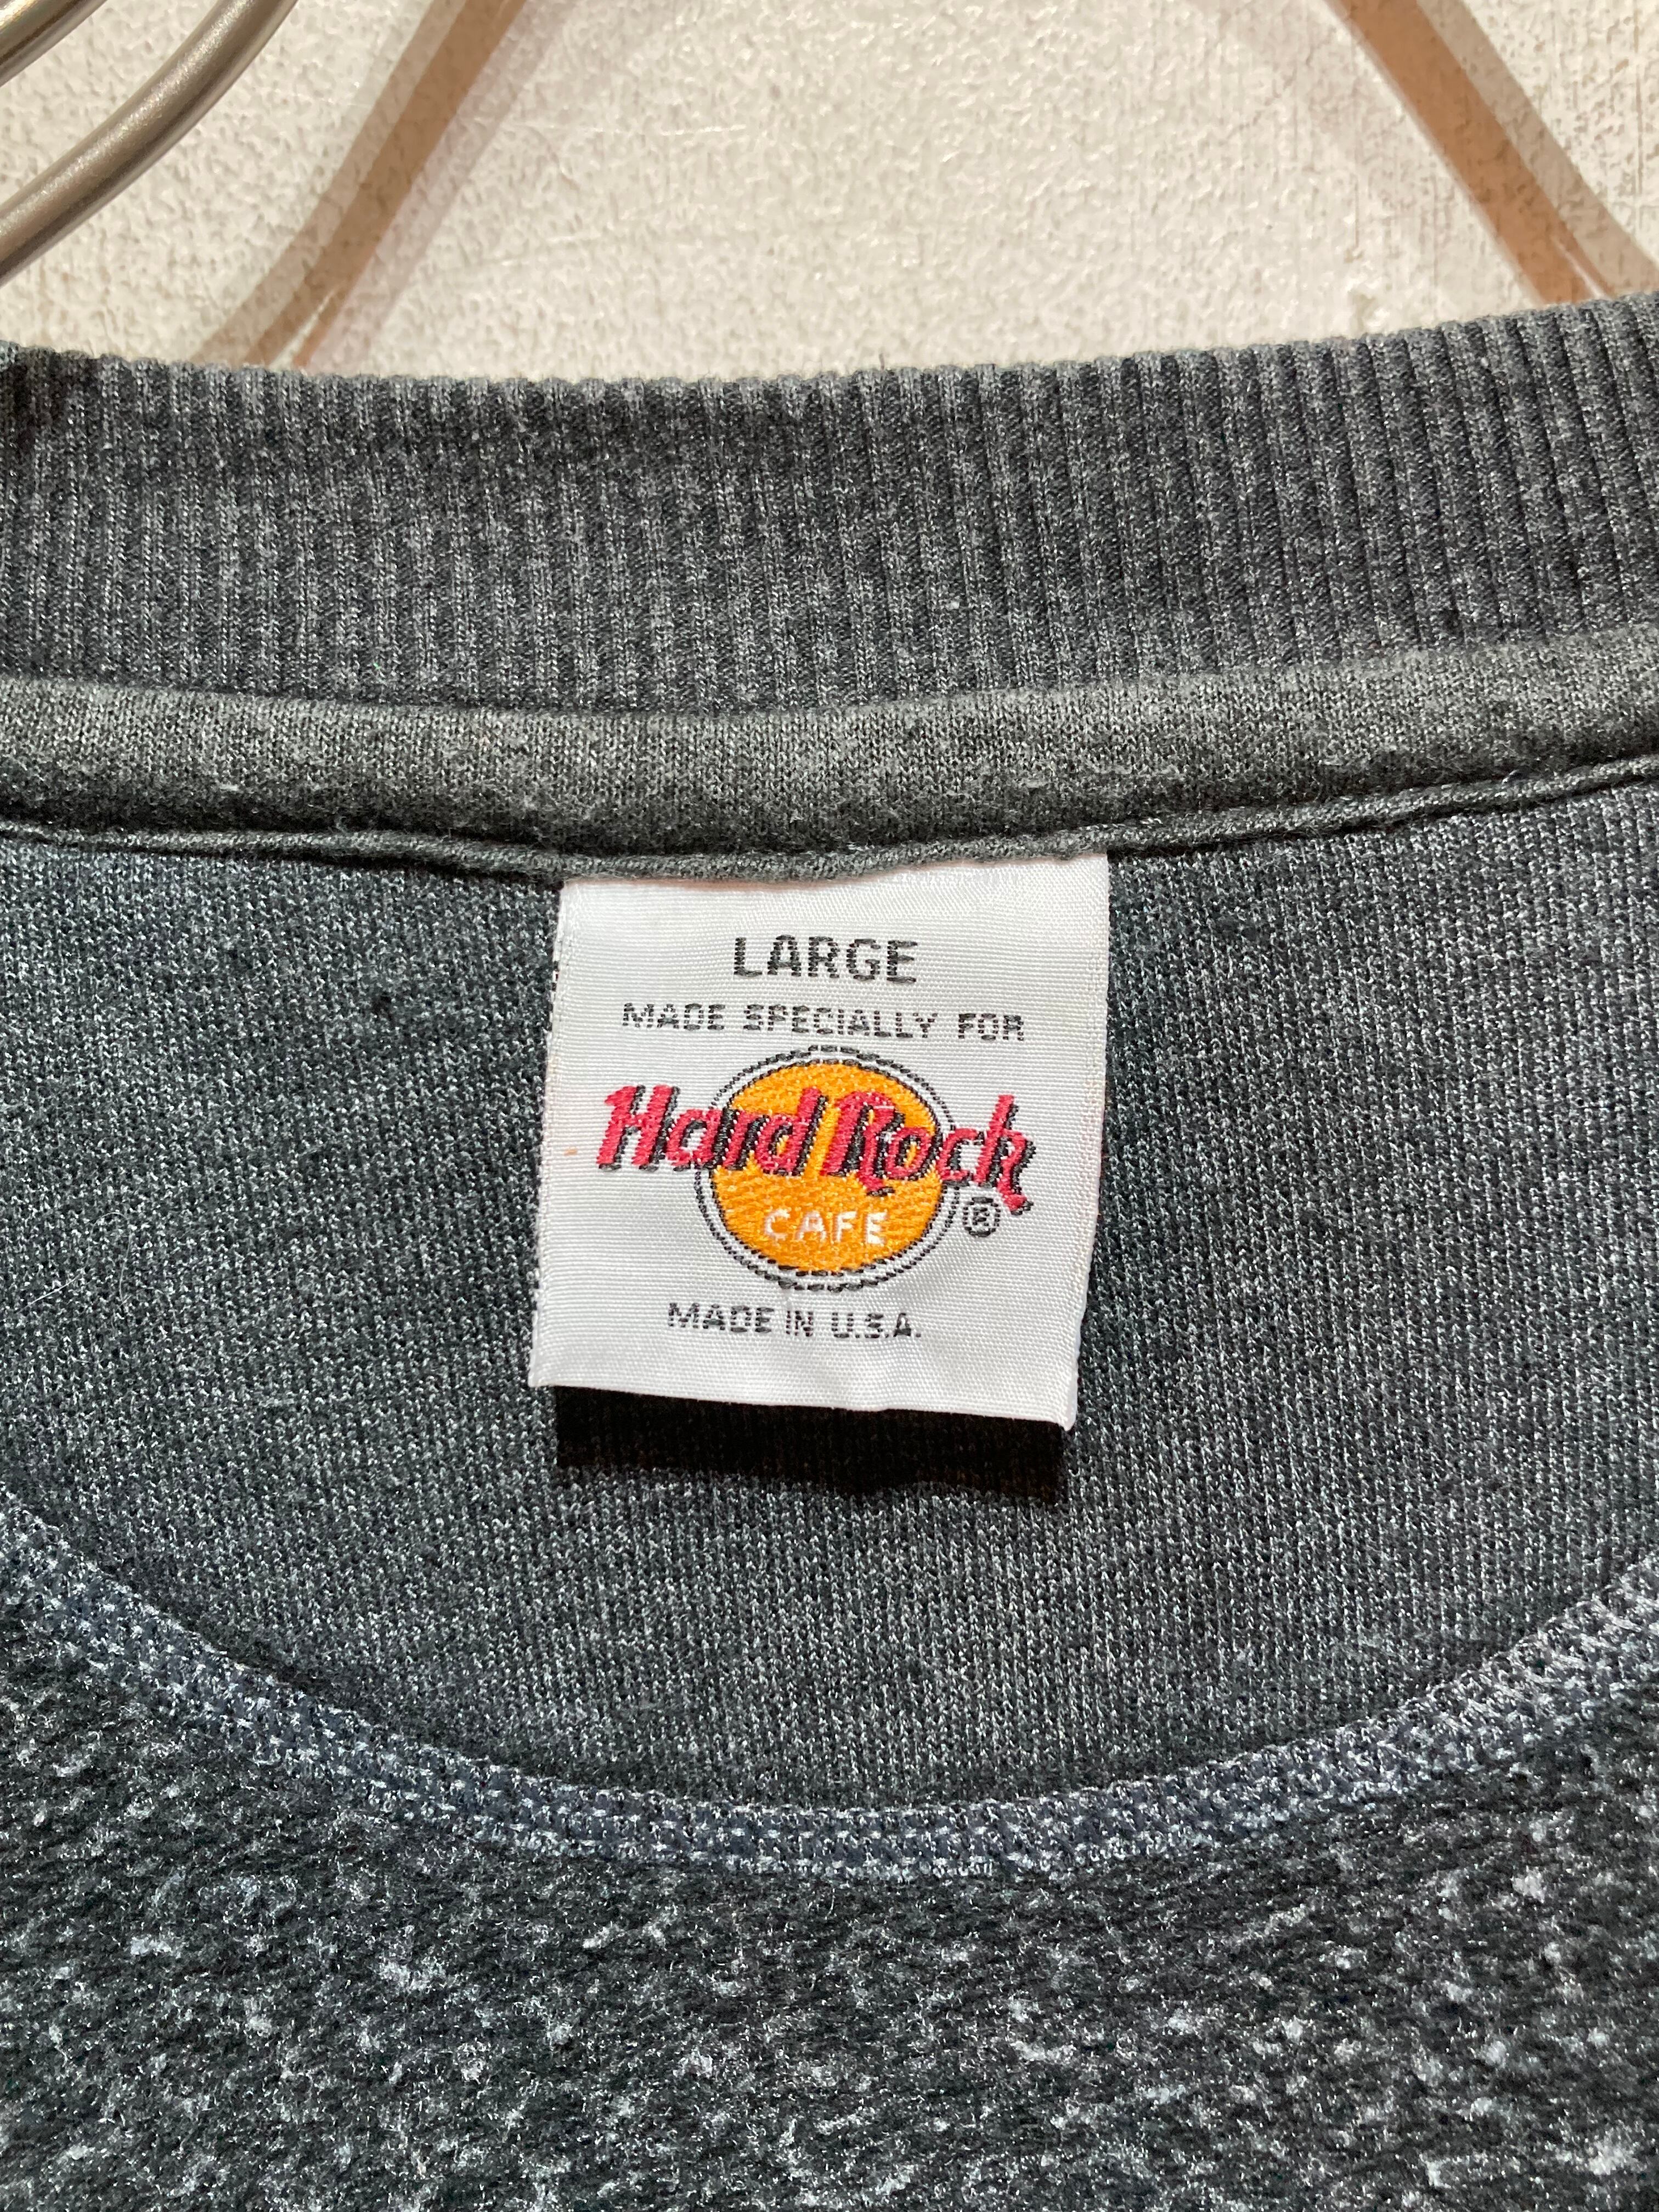 LARGE
MADE SPECIALLY FOR
Hard Rock
CAFE ®
MADE IN U.S.A.